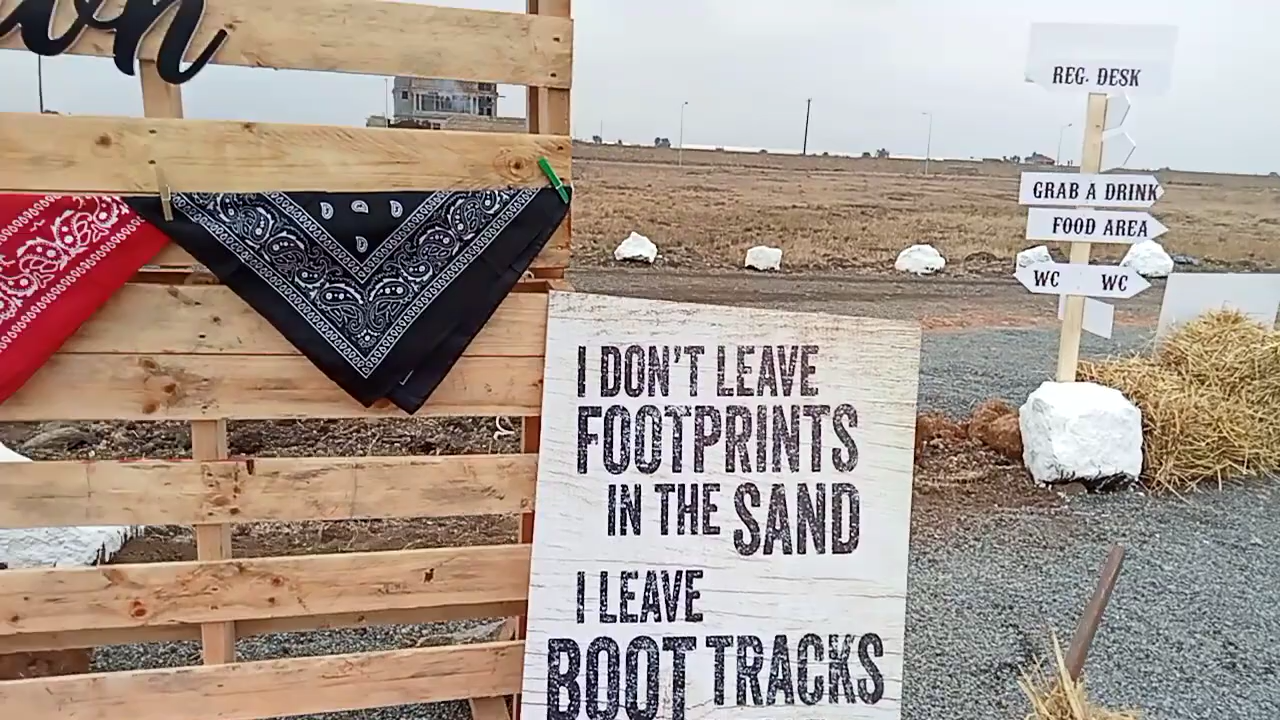 REG. DESK
GRAB A DRINK
FOOD AREA
WC WC
I DON'T LEAVE
FOOTPRINTS
IN THE SAND
I LEAVE
BOOT TRACKS